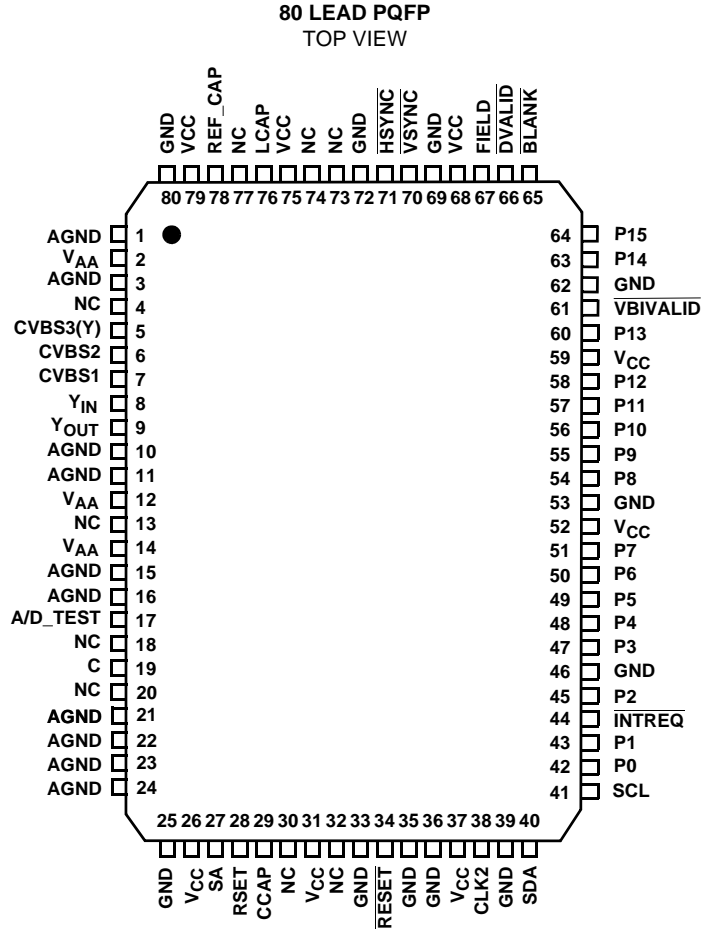 80 LEAD PQFP
TOP VIEW
GND VCC REF_CAP NC LCAP VCC NC NC GND HSYNC VSYNC GND VCC FIELD DVALID BLANK
80 79 78 77 76 75 74 73 72 71 70 69 68 67 66 65
AGND 1 64 P15
VAA 2 63 P14
AGND 3 62 GND
NC 4 61 VBIVALID
CVBS3(Y) 5 60 P13
CVBS2 6 59 VCC
CVBS1 7 58 P12
YIN 8 57 P11
YOUT 9 56 P10
AGND 10 55 P9
AGND 11 54 P8
VAA 12 53 GND
NC 13 52 VCC
VAA 14 51 P7
AGND 15 50 P6
AGND 16 49 P5
A/D_TEST 17 48 P4
NC 18 47 P3
C 19 46 GND
NC 20 45 P2
AGND 21 44 INTREQ
AGND 22 43 P1
AGND 23 42 P0
AGND 24 41 SCL
25 26 27 28 29 30 31 32 33 34 35 36 37 38 39 40
GND VCC SA RSET CCAP NC VCC NC GND RESET GND GND VCC CLK2 GND SDA